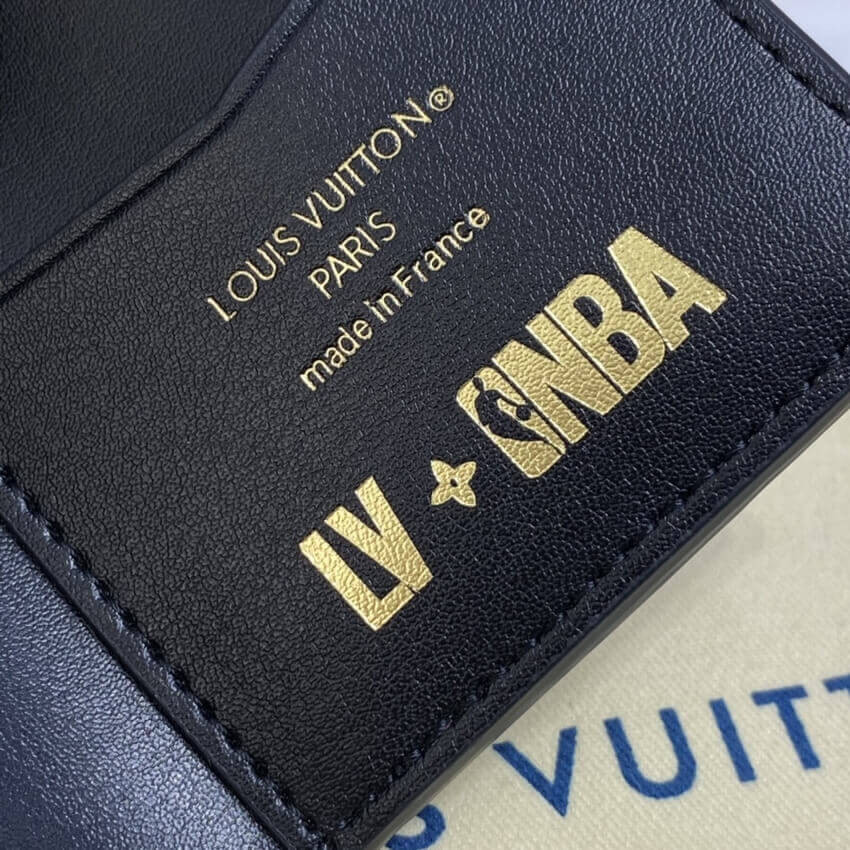 LOUIS VUITTON®
PARIS
made in France
LV + NBA
S VUITT